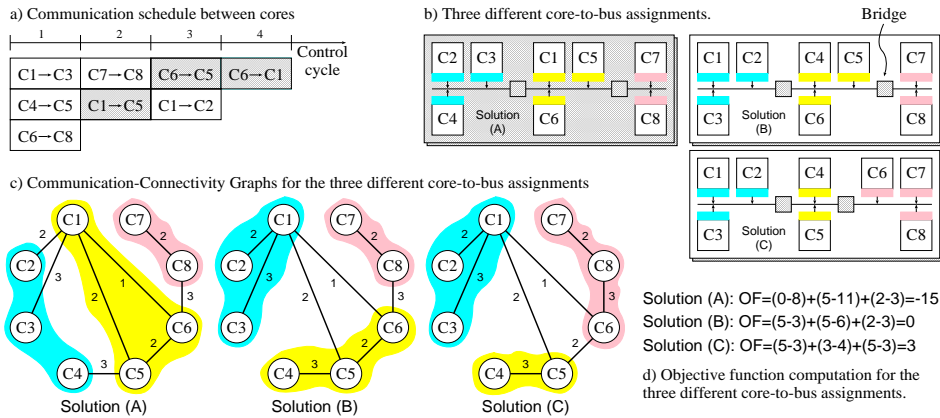 a) Communication schedule between cores
1 2 3 4
Control
cycle
C1→C3 C7→C8 C6→C5 C6→C1
C4→C5 C1→C5 C1→C2
C6→C8
b) Three different core-to-bus assignments.
Bridge
C2 C3 C1 C5 C7
C4 Solution (A) C6 C8
C1 C2 C4 C5 C7
C3 Solution (B) C6 C8
C1 C2 C4 C6 C7
C3 Solution (C) C5 C8
c) Communication-Connectivity Graphs for the three different core-to-bus assignments
C1 C7
C2 2 2 C8
3 1
C3 2 3 C6
C4 3 C5 2
Solution (A)
C1 C7
C2 2 2 C8
3 1
C3 2 3 C6
C4 3 C5 2
Solution (B)
C1 C7
C2 2 2 C8
3 1
C3 2 3 C6
C4 3 C5 2
Solution (C)
Solution (A): OF=(0-8)+(5-11)+(2-3)=-15
Solution (B): OF=(5-3)+(5-6)+(2-3)=0
Solution (C): OF=(5-3)+(3-4)+(5-3)=3
d) Objective function computation for the
three different core-to-bus assignments.